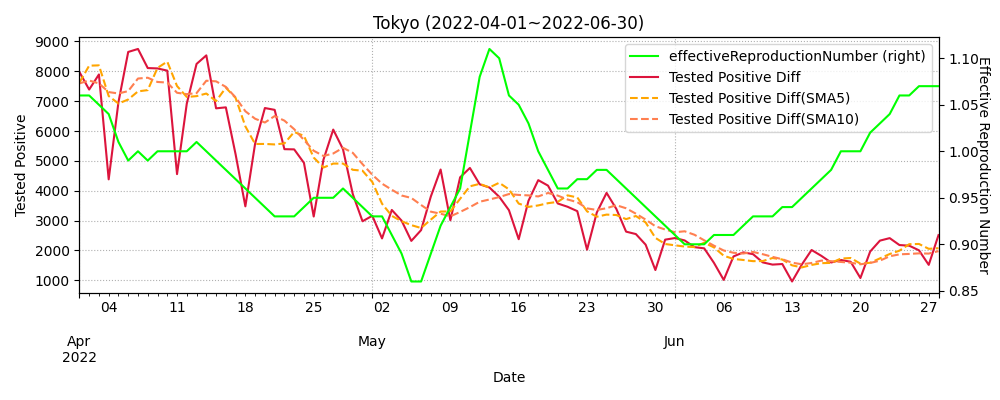 Tokyo (2022-04-01~2022-06-30)
effectiveReproductionNumber (right)
Tested Positive Diff
Tested Positive Diff(SMA5)
Tested Positive Diff(SMA10)
Tested Positive
9000
8000
7000
6000
5000
4000
3000
2000
1000
1.10
1.05
1.00
0.95
0.90
0.85
Effective Reproduction Number
04 11 18 25 02 09 16 23 30 06 13 20 27
Apr May Jun
2022
Date